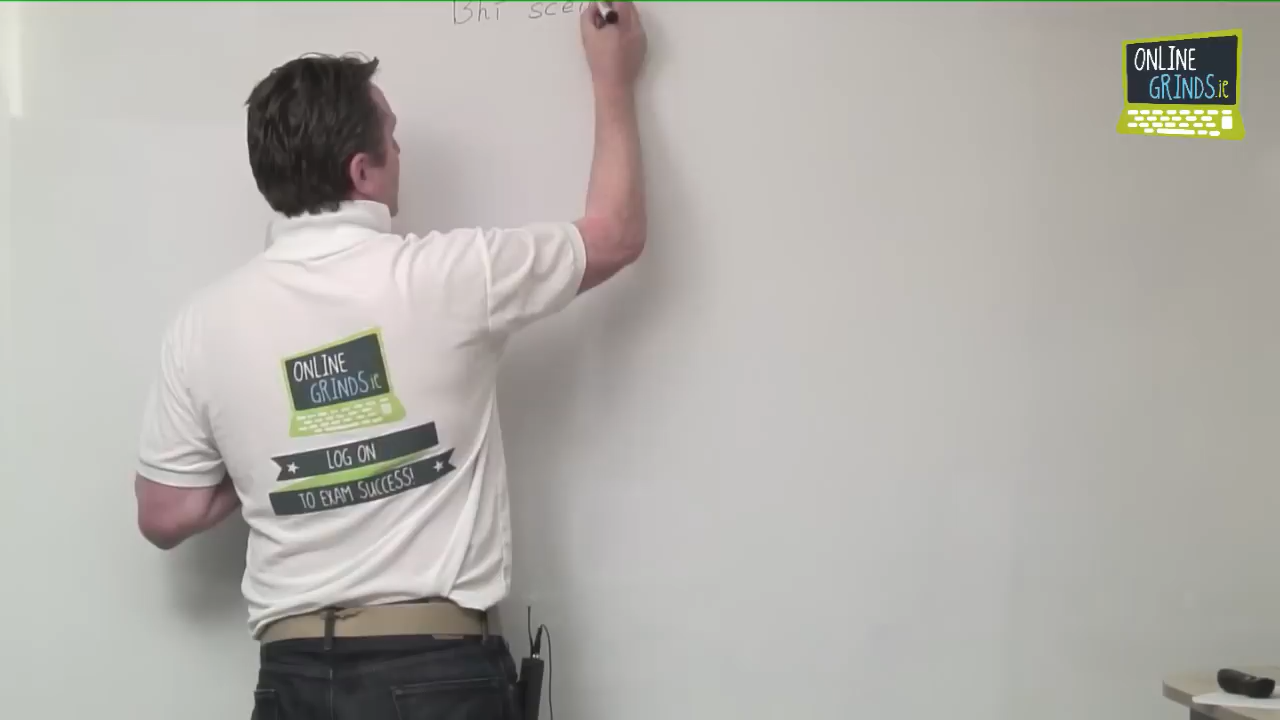 Bhí
ONLINE
GRINDS.ie
ONLINE
GRINDS.ie
LOG ON
TO EXAM SUCCESS!